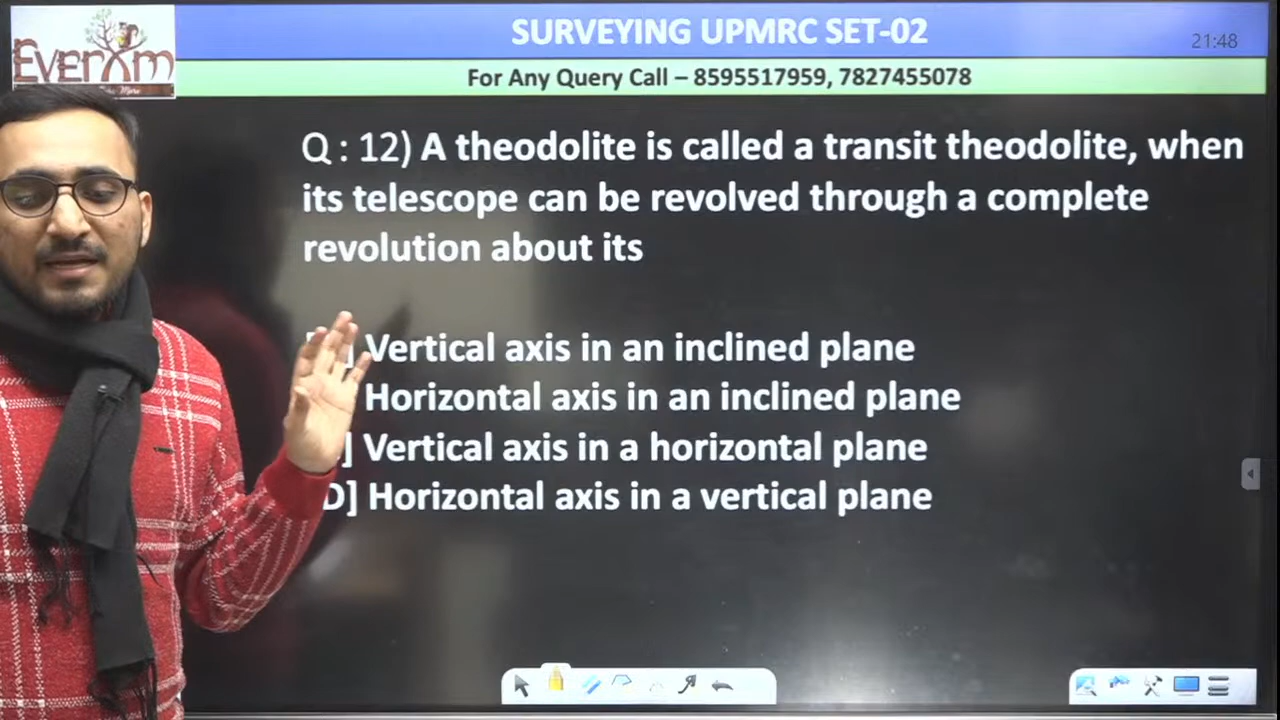 SURVEYING UPMRC SET-02
21:48
EVEREXAM
For Any Query Call – 8595517959, 7827455078
Q : 12) A theodolite is called a transit theodolite, when
its telescope can be revolved through a complete
revolution about its
] Vertical axis in an inclined plane
Horizontal axis in an inclined plane
] Vertical axis in a horizontal plane
D] Horizontal axis in a vertical plane